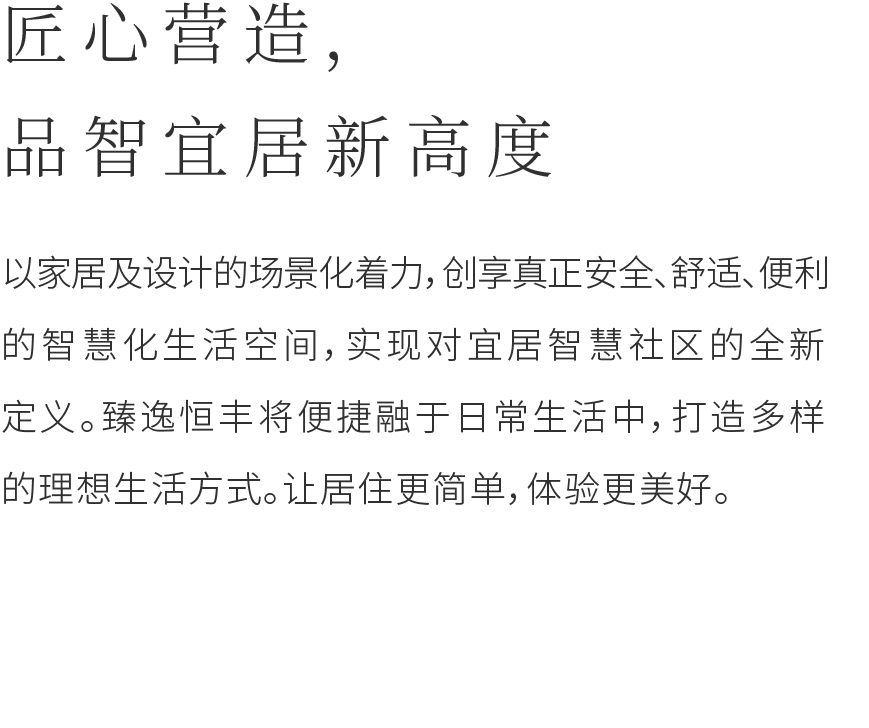 匠心营造，
品智宜居新高度
以家居及设计的场景化着力，创享真正安全、舒适、便利
的智慧化生活空间，实现对宜居智慧社区的全新
定义。臻逸恒丰将便捷融于日常生活中，打造多样
的理想生活方式。让居住更简单，体验更美好。